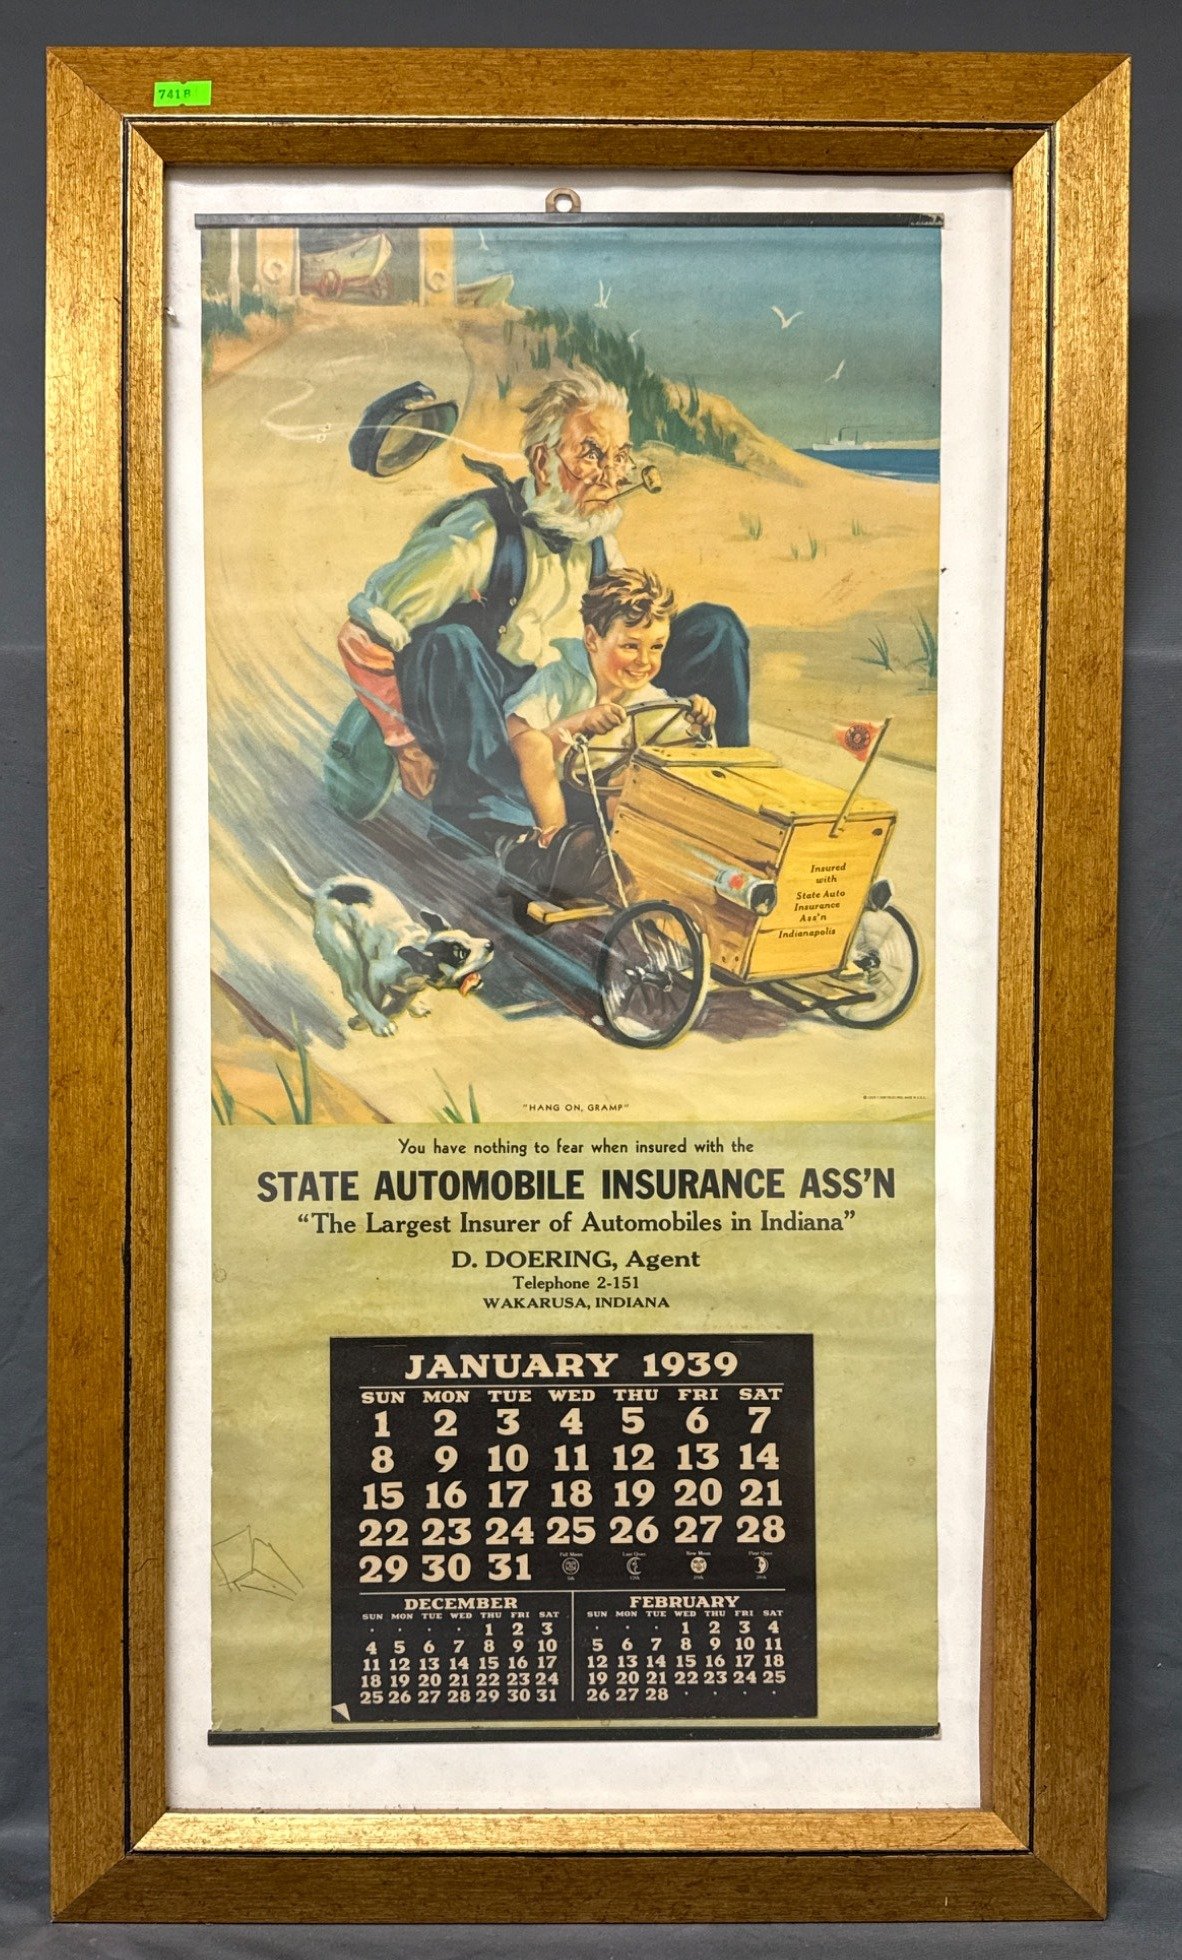 741B
Insured
with
State Auto
Insurance
Ass'n
Indianapolis
"HANG ON, GRAMP"
You have nothing to fear when insured with the
STATE AUTOMOBILE INSURANCE ASS'N
"The Largest Insurer of Automobiles in Indiana"
D. DOERING, Agent
Telephone 2-151
WAKARUSA, INDIANA
JANUARY 1939
SUN MON TUE WED THU FRI SAT
1 2 3 4 5 6 7
8 9 10 11 12 13 14
15 16 17 18 19 20 21
22 23 24 25 26 27 28
29 30 31
Full Moon Last Quar. New Moon First Quar.
DECEMBER
SUN MON TUE WED THU FRI SAT
1 2 3
4 5 6 7 8 9 10
11 12 13 14 15 16 17
18 19 20 21 22 23 24
25 26 27 28 29 30 31
FEBRUARY
SUN MON TUE WED THU FRI SAT
1 2 3 4
5 6 7 8 9 10 11
12 13 14 15 16 17 18
19 20 21 22 23 24 25
26 27 28